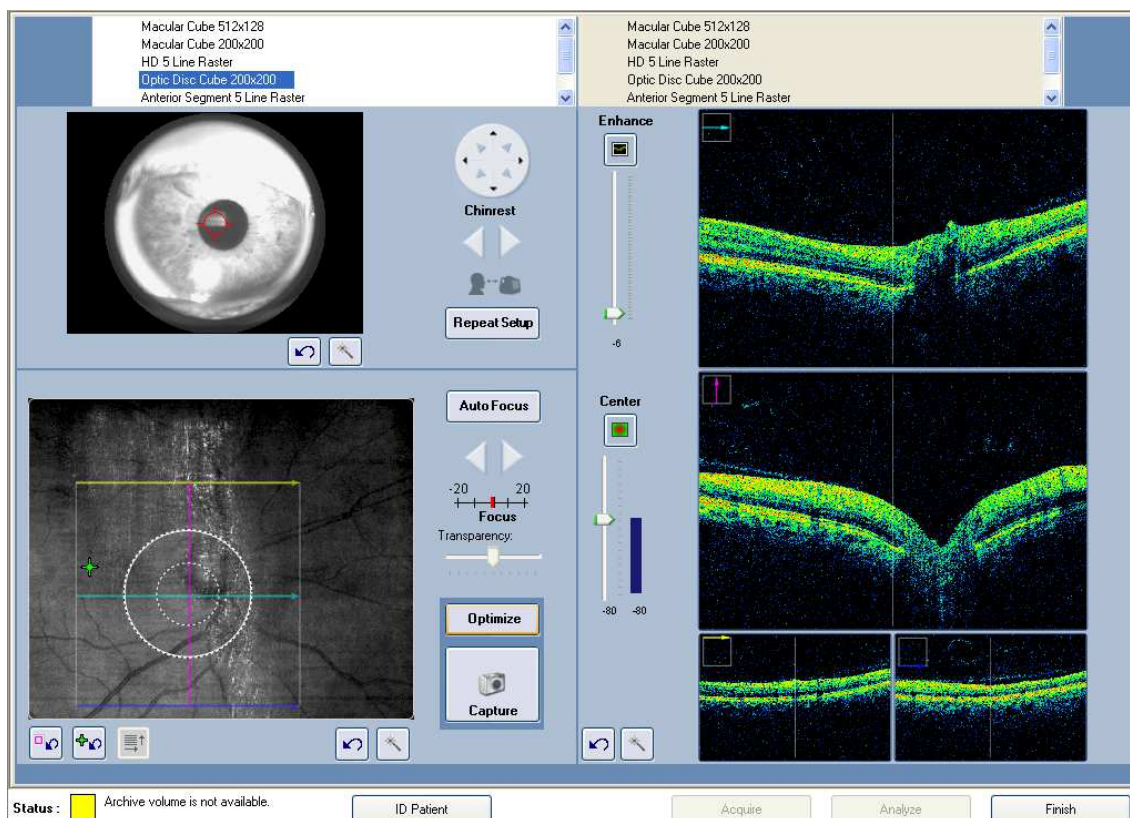 Macular Cube 512x128
Macular Cube 200x200
HD 5 Line Raster
Optic Disc Cube 200x200
Anterior Segment 5 Line Raster
Macular Cube 512x128
Macular Cube 200x200
HD 5 Line Raster
Optic Disc Cube 200x200
Anterior Segment 5 Line Raster
Chinrest
Repeat Setup
Enhance
-6
Auto Focus
-20 20
Focus
Transparency:
Optimize
Capture
Center
-80 -80
Status : Archive volume is not available.
ID Patient
Acquire
Analyze
Finish